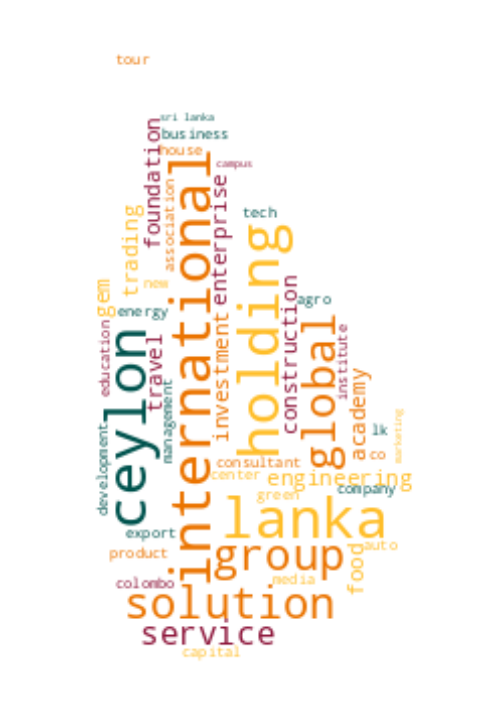 tour
sri lanka
business
house
foundation
campus
association
international
enterprise
tech
trading
holding
new
gem
energy
agro
construction
investment
global
institute
education
ceylon
travel
management
academy
marketing
lk
co
development
consultant
center
engineering
company
green
lanka
export
group
auto
product
food
colombo
media
solution
service
capital